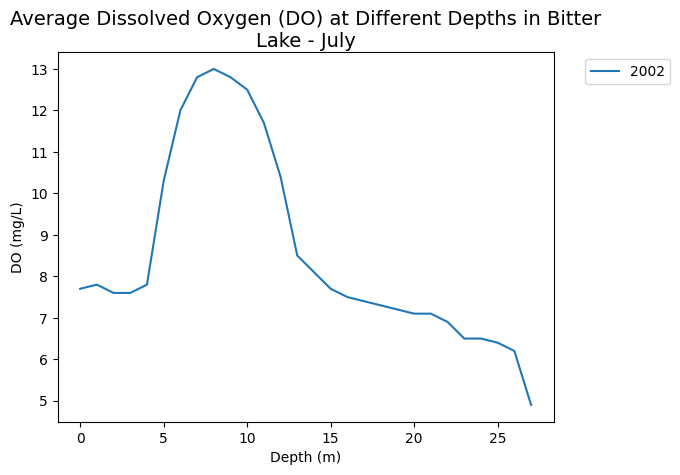 Average Dissolved Oxygen (DO) at Different Depths in Bitter
Lake - July
2002
13
12
11
10
9
8
7
6
5
DO (mg/L)
0 5 10 15 20 25
Depth (m)